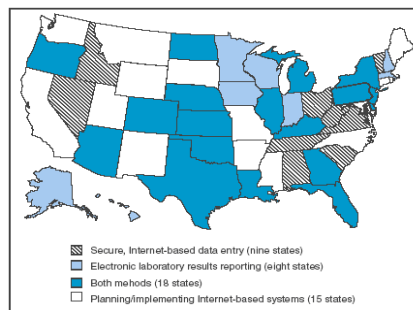 Secure, Internet-based data entry (nine states)
Electronic laboratory results reporting (eight states)
Both mehods (18 states)
Planning/implementing Internet-based systems (15 states)